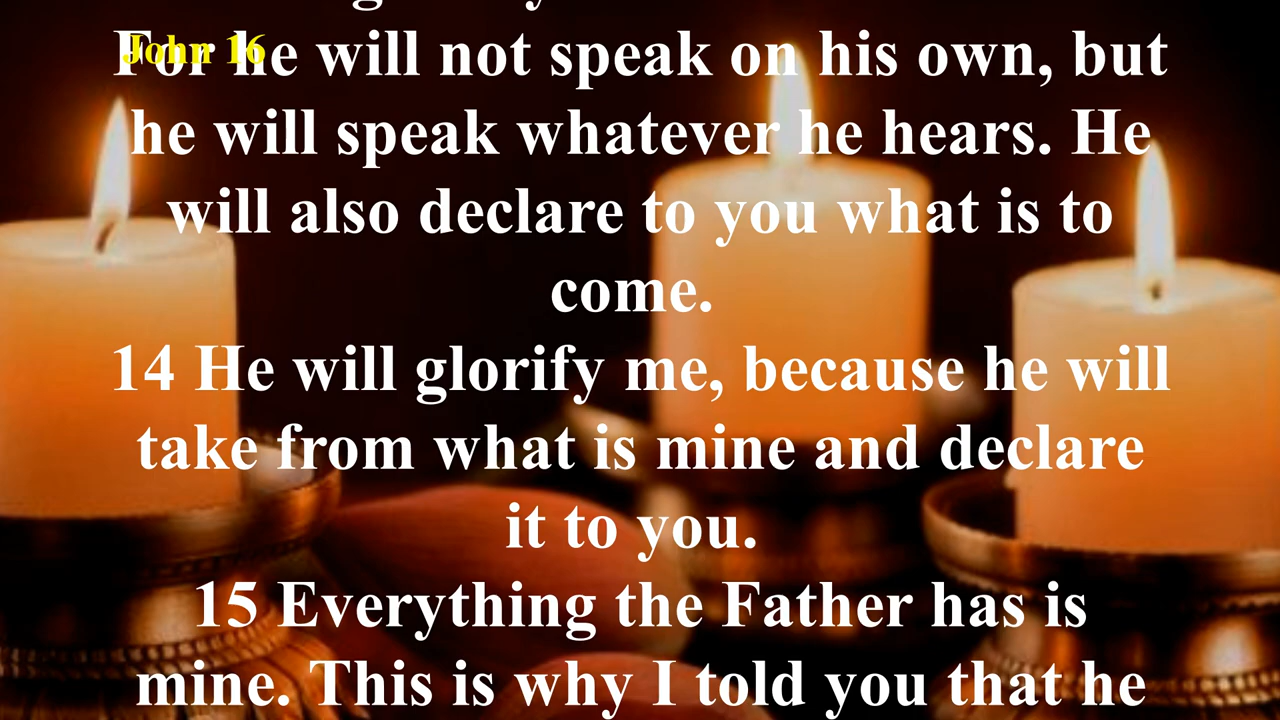 John 16
For he will not speak on his own, but
he will speak whatever he hears. He
will also declare to you what is to
come.
14 He will glorify me, because he will
take from what is mine and declare
it to you.
15 Everything the Father has is
mine. This is why I told you that he